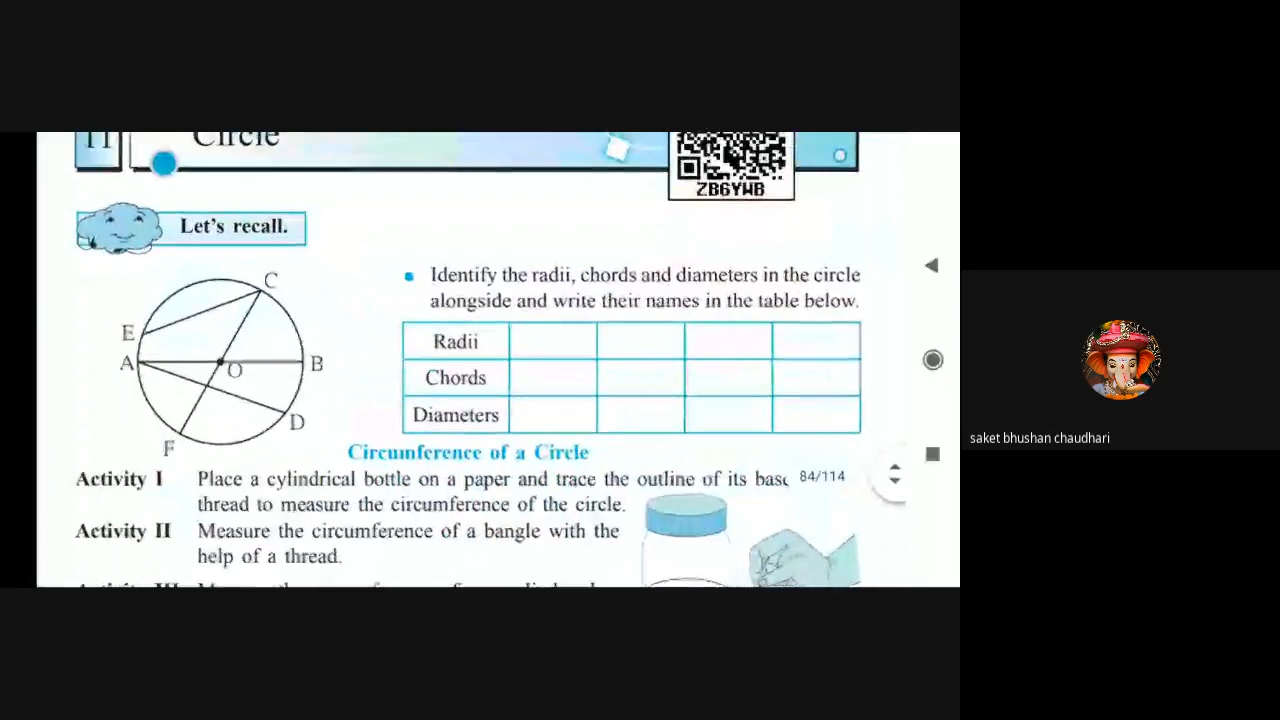 11 Circle
ZB6YWB
Let's recall.
C
E
A
O
B
D
F
Identify the radii, chords and diameters in the circle
alongside and write their names in the table below.
Radii
Chords
Diameters
Circumference of a Circle
Activity I Place a cylindrical bottle on a paper and trace the outline of its base 84/114
thread to measure the circumference of the circle.
Activity II Measure the circumference of a bangle with the
help of a thread.
saket bhushan chaudhari